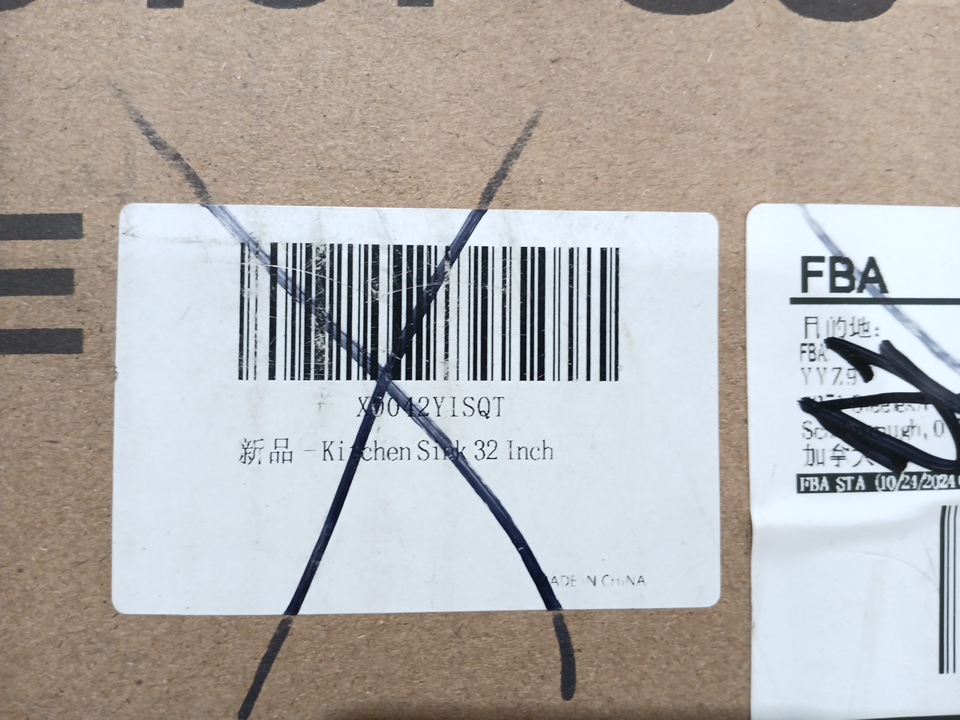 X0042YISQT
新品 - Kitchen Sink 32 Inch
MADE IN CHINA
FBA
目的地:
FBA
YYZ9
加拿大
FBA STA (10/24/2024